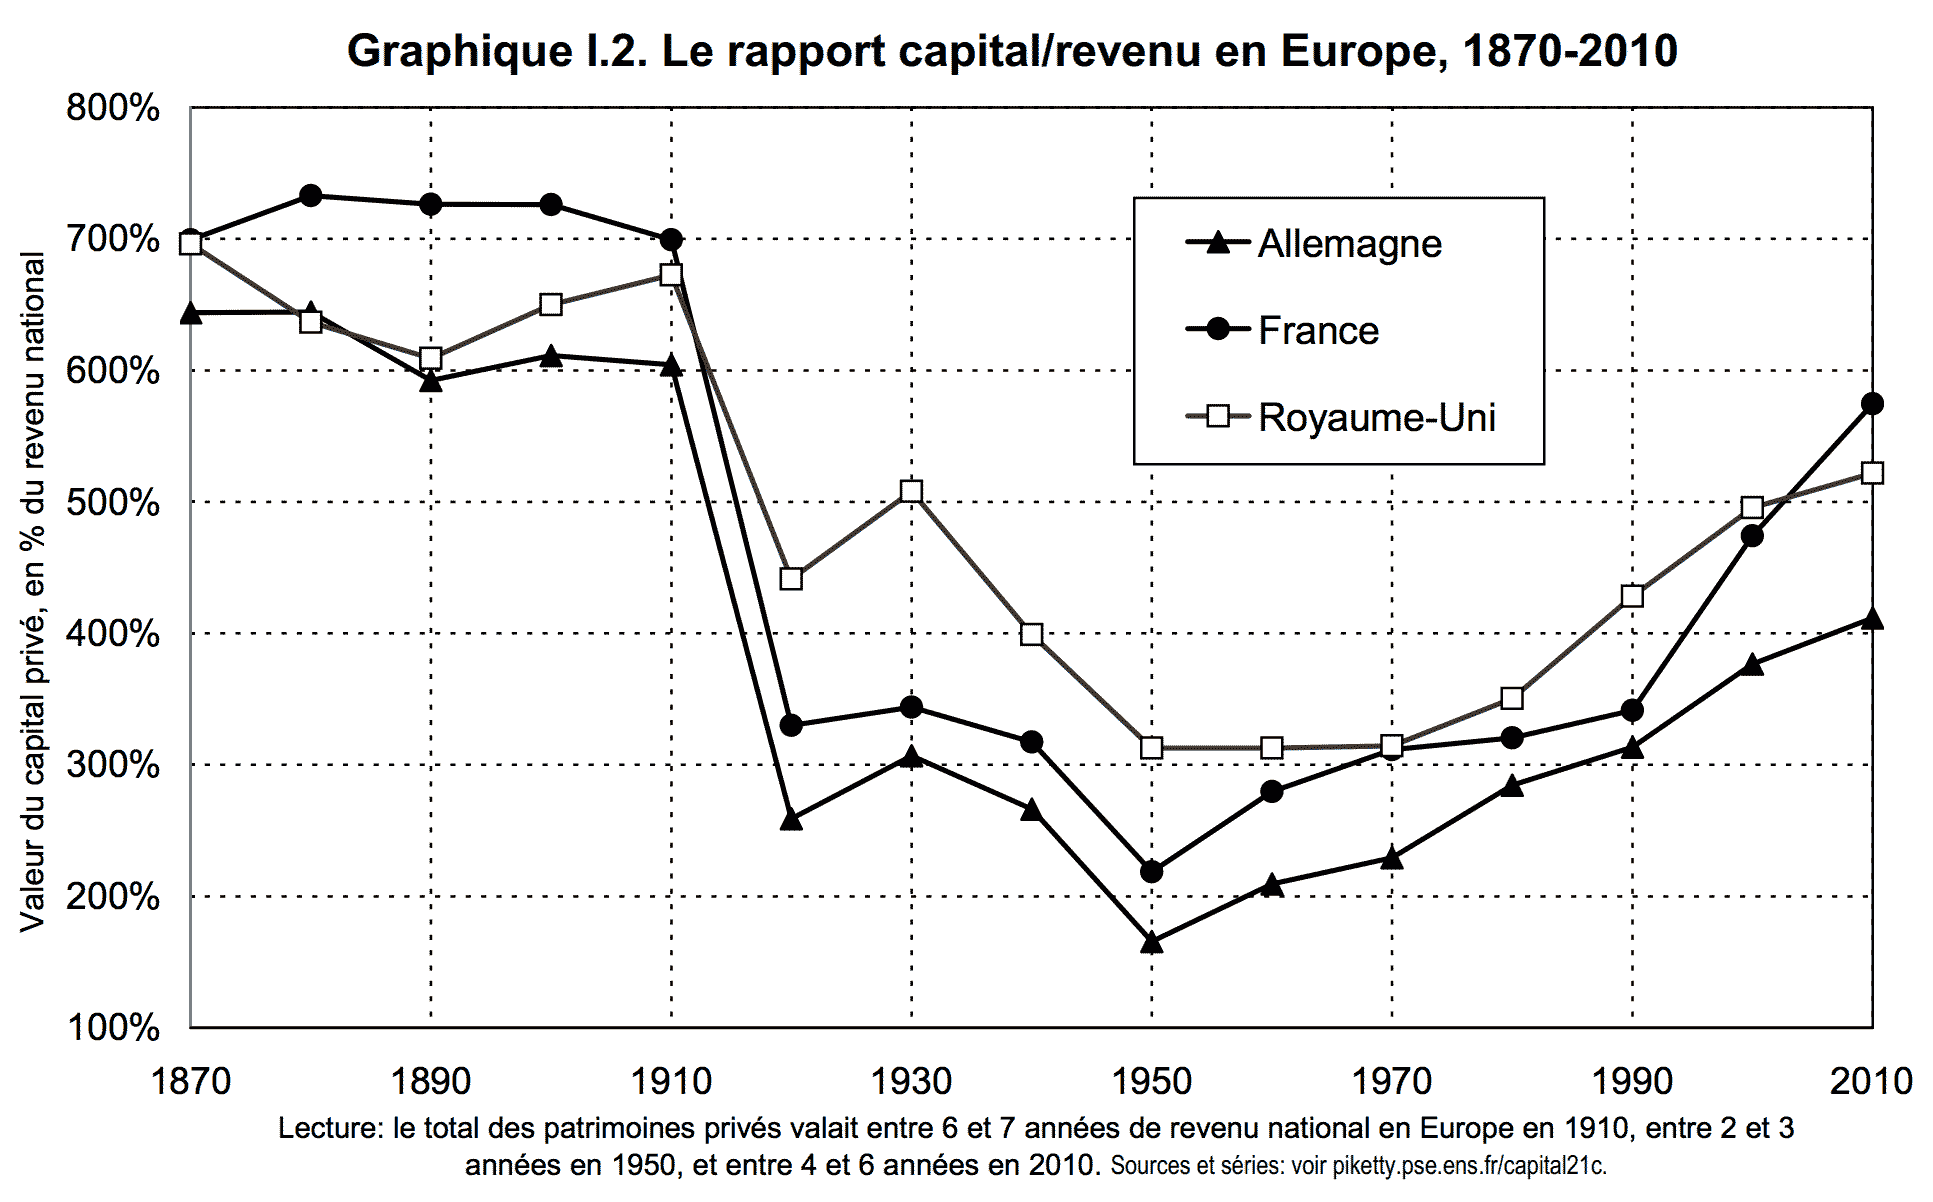 Graphique I.2. Le rapport capital/revenu en Europe, 1870-2010
800%
700%
600%
500%
400%
300%
200%
100%
Valeur du capital privé, en % du revenu national
Allemagne
France
Royaume-Uni
1870 1890 1910 1930 1950 1970 1990 2010
Lecture: le total des patrimoines privés valait entre 6 et 7 années de revenu national en Europe en 1910, entre 2 et 3
années en 1950, et entre 4 et 6 années en 2010. Sources et séries: voir piketty.pse.ens.fr/capital21c.